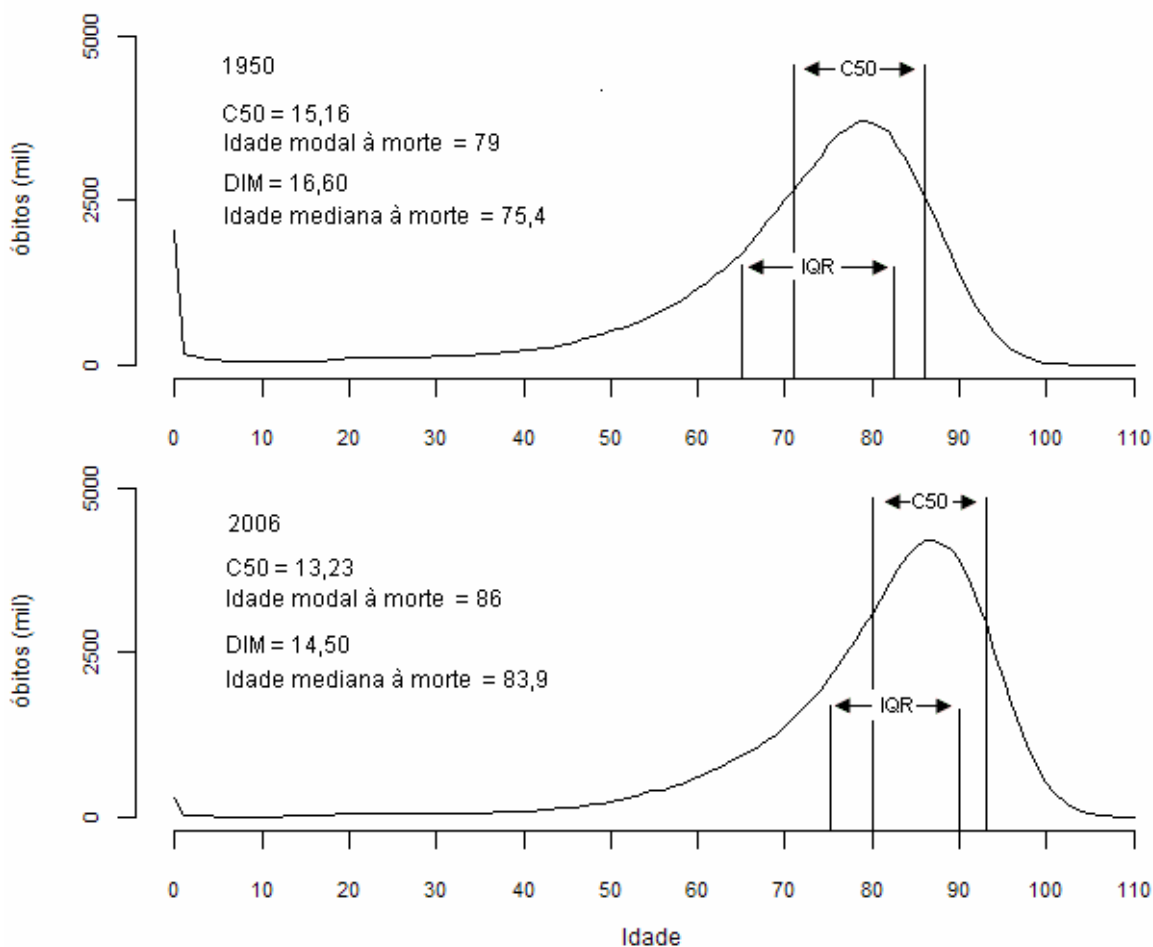 5000
2500
0
óbitos (mil)
1950
C50 = 15,16
Idade modal à morte = 79
DIM = 16,60
Idade mediana à morte = 75,4
C50
IQR
0 10 20 30 40 50 60 70 80 90 100 110
5000
2500
0
óbitos (mil)
2006
C50 = 13,23
Idade modal à morte = 86
DIM = 14,50
Idade mediana à morte = 83,9
C50
IQR
0 10 20 30 40 50 60 70 80 90 100 110
Idade